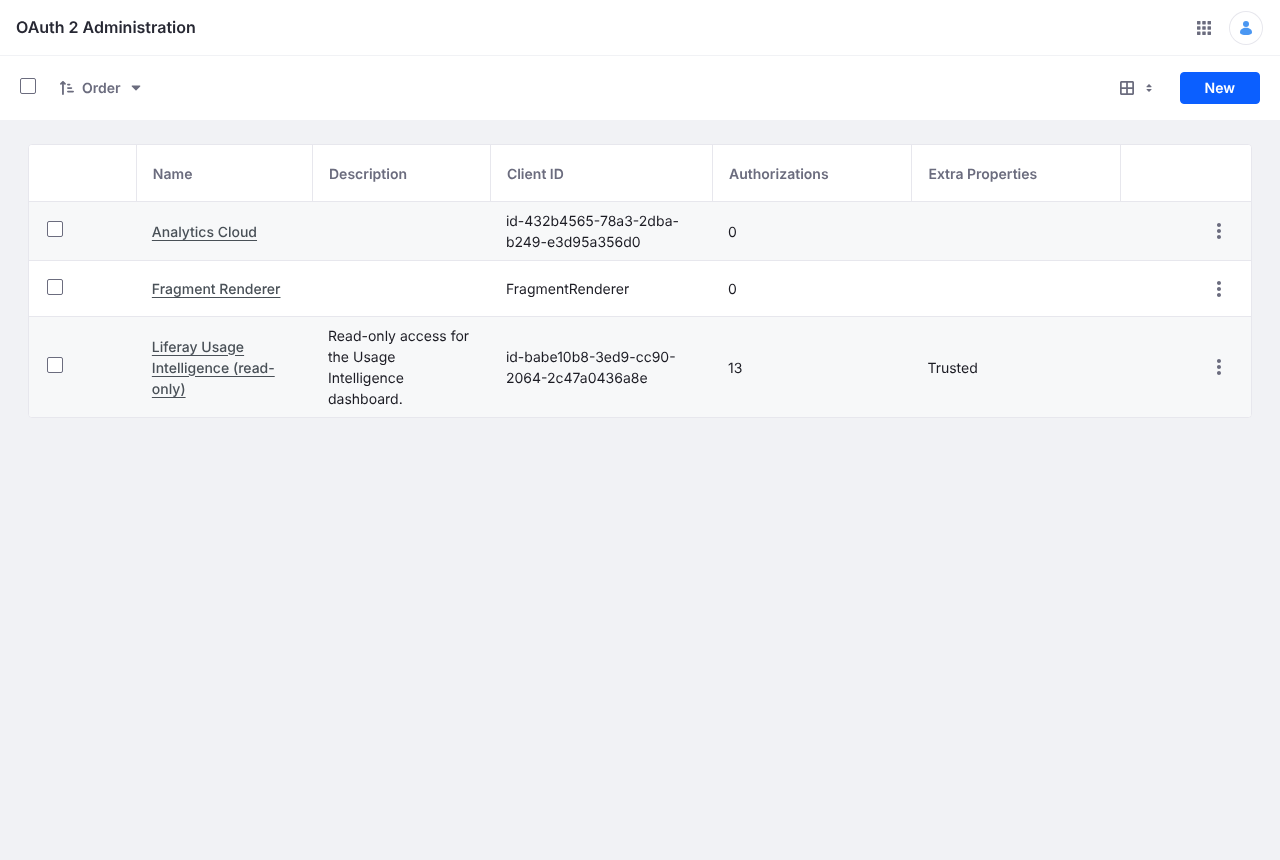 OAuth 2 Administration
Order
New
Name Description Client ID Authorizations Extra Properties
Analytics Cloud
id-432b4565-78a3-2dba-
b249-e3d95a356d0
0
Fragment Renderer
FragmentRenderer
0
Liferay Usage
Intelligence (read-
only)
Read-only access for
the Usage
Intelligence
dashboard.
id-babe10b8-3ed9-cc90-
2064-2c47a0436a8e
13
Trusted